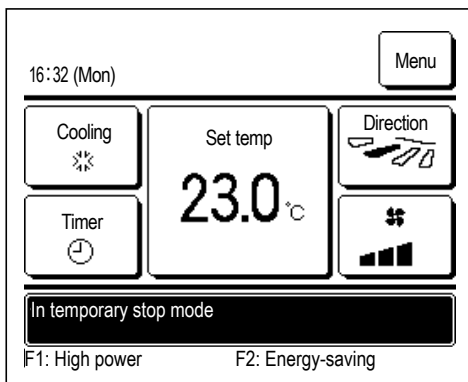 16:32 (Mon)
Menu
Cooling
Set temp
Direction
23.0 °C
Timer
In temporary stop mode
F1: High power
F2: Energy-saving